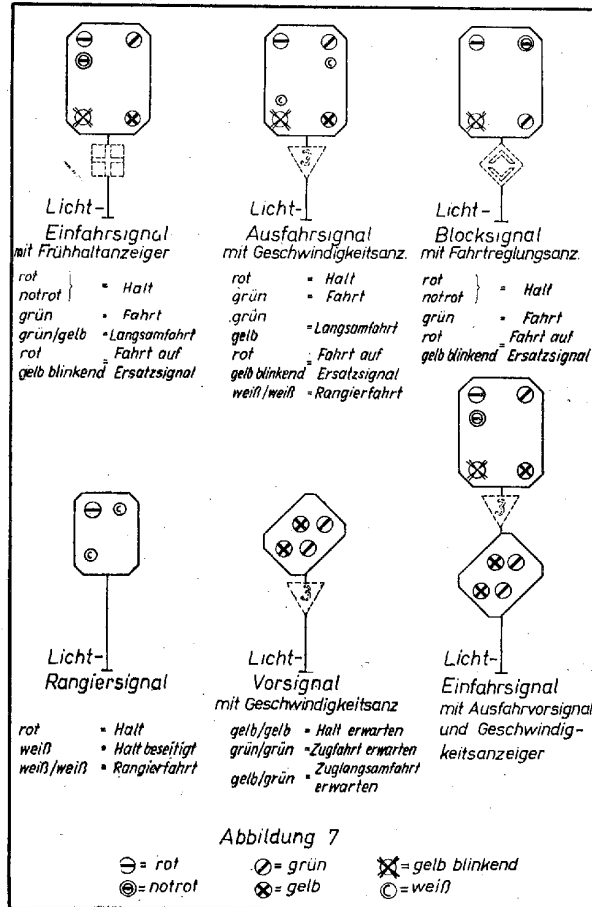 Licht-
Einfahrsignal
mit Frühhaltanzeiger
rot
notrot } = Halt
grün = Fahrt
grün/gelb = Langsamfahrt
rot
gelb blinkend = Fahrt auf Ersatzsignal
Licht-
Ausfahrsignal
mit Geschwindigkeitsanz.
rot = Halt
grün = Fahrt
grün
gelb = Langsamfahrt
rot
gelb blinkend = Fahrt auf Ersatzsignal
weiß/weiß = Rangierfahrt
Licht-
Blocksignal
mit Fahrtreglungsanz.
rot
notrot } = Halt
grün = Fahrt
rot
gelb blinkend = Fahrt auf Ersatzsignal
Licht-
Rangiersignal
rot = Halt
weiß = Halt beseitigt
weiß/weiß = Rangierfahrt
3
Licht-
Vorsignal
mit Geschwindigkeitsanz
gelb/gelb = Halt erwarten
grün/grün = Zugfahrt erwarten
gelb/grün = Zuglangsamfahrt
erwarten
3
Licht-
Einfahrsignal
mit Ausfahrvorsignal
und Geschwindig-
keitsanzeiger
Abbildung 7
= rot = grün = gelb blinkend
= notrot = gelb = weiß